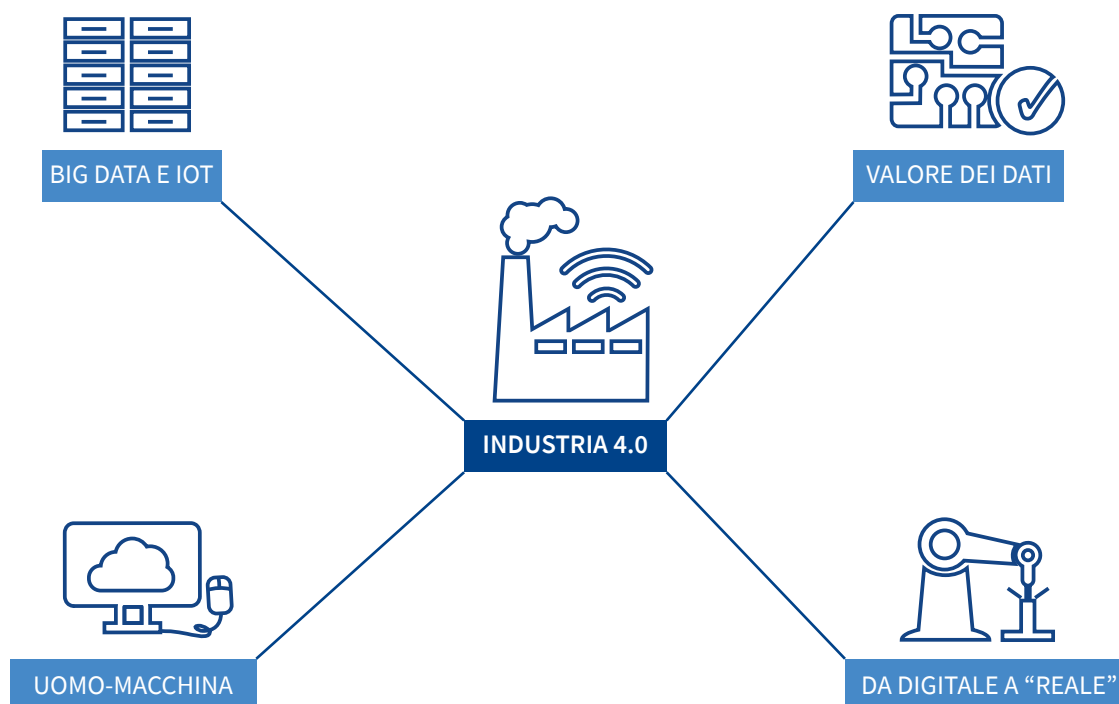 BIG DATA E IOT
VALORE DEI DATI
INDUSTRIA 4.0
UOMO-MACCHINA
DA DIGITALE A “REALE”